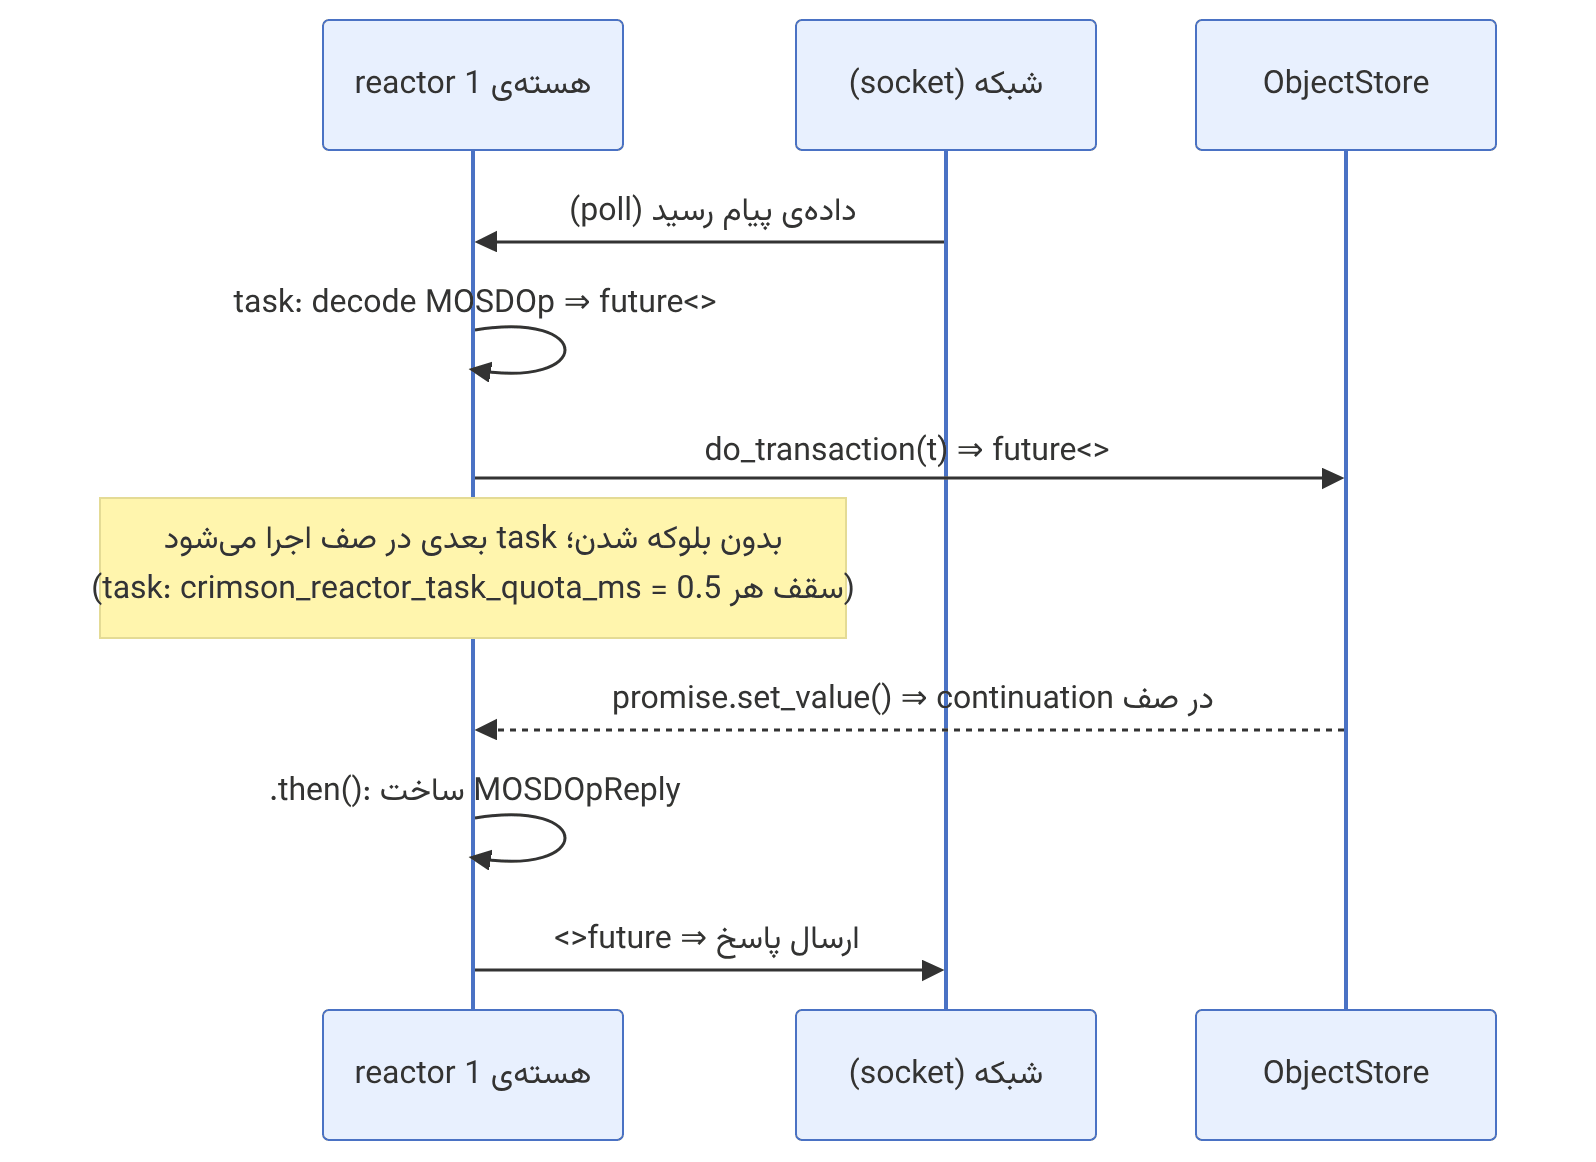 هسته‌ی reactor 1
شبکه (socket)
ObjectStore
داده‌ی پیام رسید (poll)
task: decode MOSDOp ⇒ future<>
do_transaction(t) ⇒ future<>
بدون بلوکه شدن؛ task بعدی در صف اجرا می‌شود
(سقف هر task: crimson_reactor_task_quota_ms = 0.5)
promise.set_value() ⇒ continuation در صف
.then(): ساخت MOSDOpReply
ارسال پاسخ ⇒ future<>
هسته‌ی reactor 1
شبکه (socket)
ObjectStore